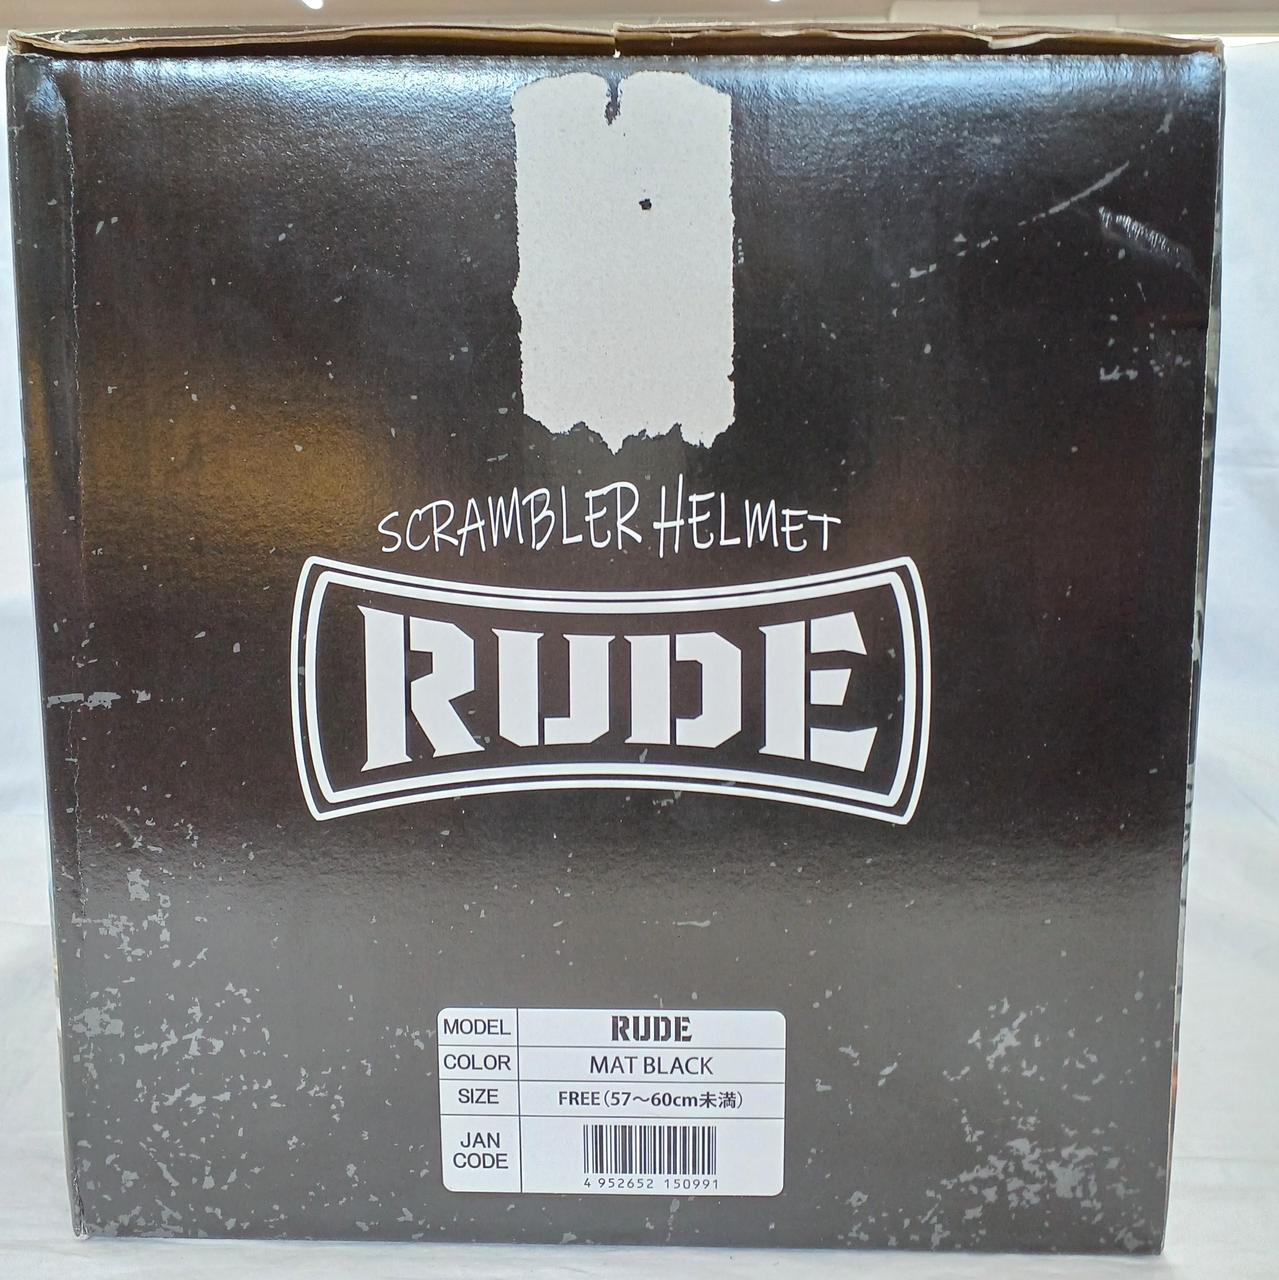 SCRAMBLER HELMET
RUDE
MODEL RUDE
COLOR MAT BLACK
SIZE FREE(57〜60cm未満)
JAN CODE
4 952652 150991